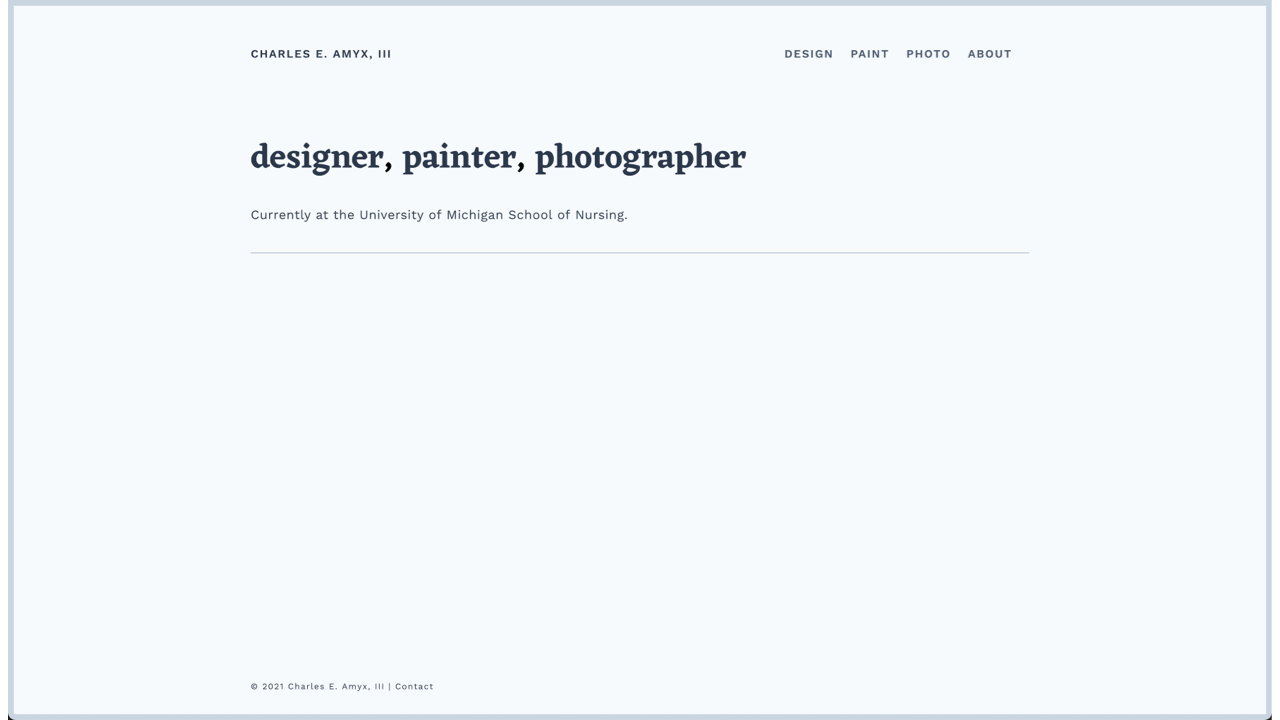 CHARLES E. AMYX, III
DESIGN PAINT PHOTO ABOUT
designer, painter, photographer
Currently at the University of Michigan School of Nursing.
© 2021 Charles E. Amyx, III | Contact